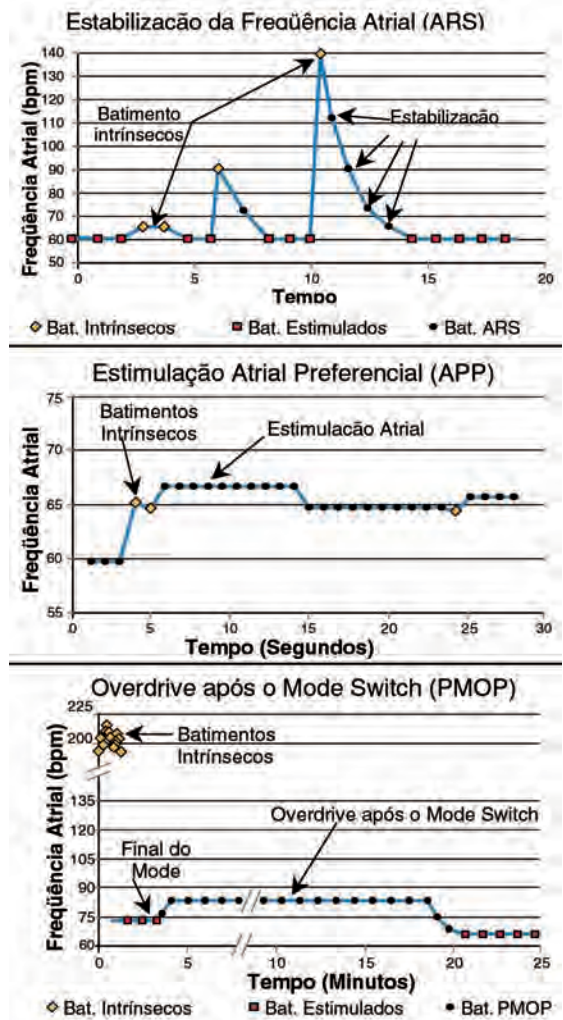 Estabilização da Freqüência Atrial (ARS)
Freqüência Atrial (bpm)
140
130
120
110
100
90
80
70
60
50
Batimento
intrínsecos
Estabilização
0 5 10 15 20
Tempo
Bat. Intrínsecos Bat. Estimulados Bat. ARS
Estimulação Atrial Preferencial (APP)
Freqüência Atrial
75
70
65
60
55
Batimentos
Intrínsecos
Estimulacão Atrial
0 5 10 15 20 25 30
Tempo (Segundos)
Overdrive após o Mode Switch (PMOP)
Freqüência Atrial (bpm)
225
200
135
120
105
90
75
60
Batimentos
Intrínsecos
Final do
Mode
Overdrive após o Mode Switch
0 5 10 15 20 25
Tempo (Minutos)
Bat. Intrínsecos Bat. Estimulados Bat. PMOP